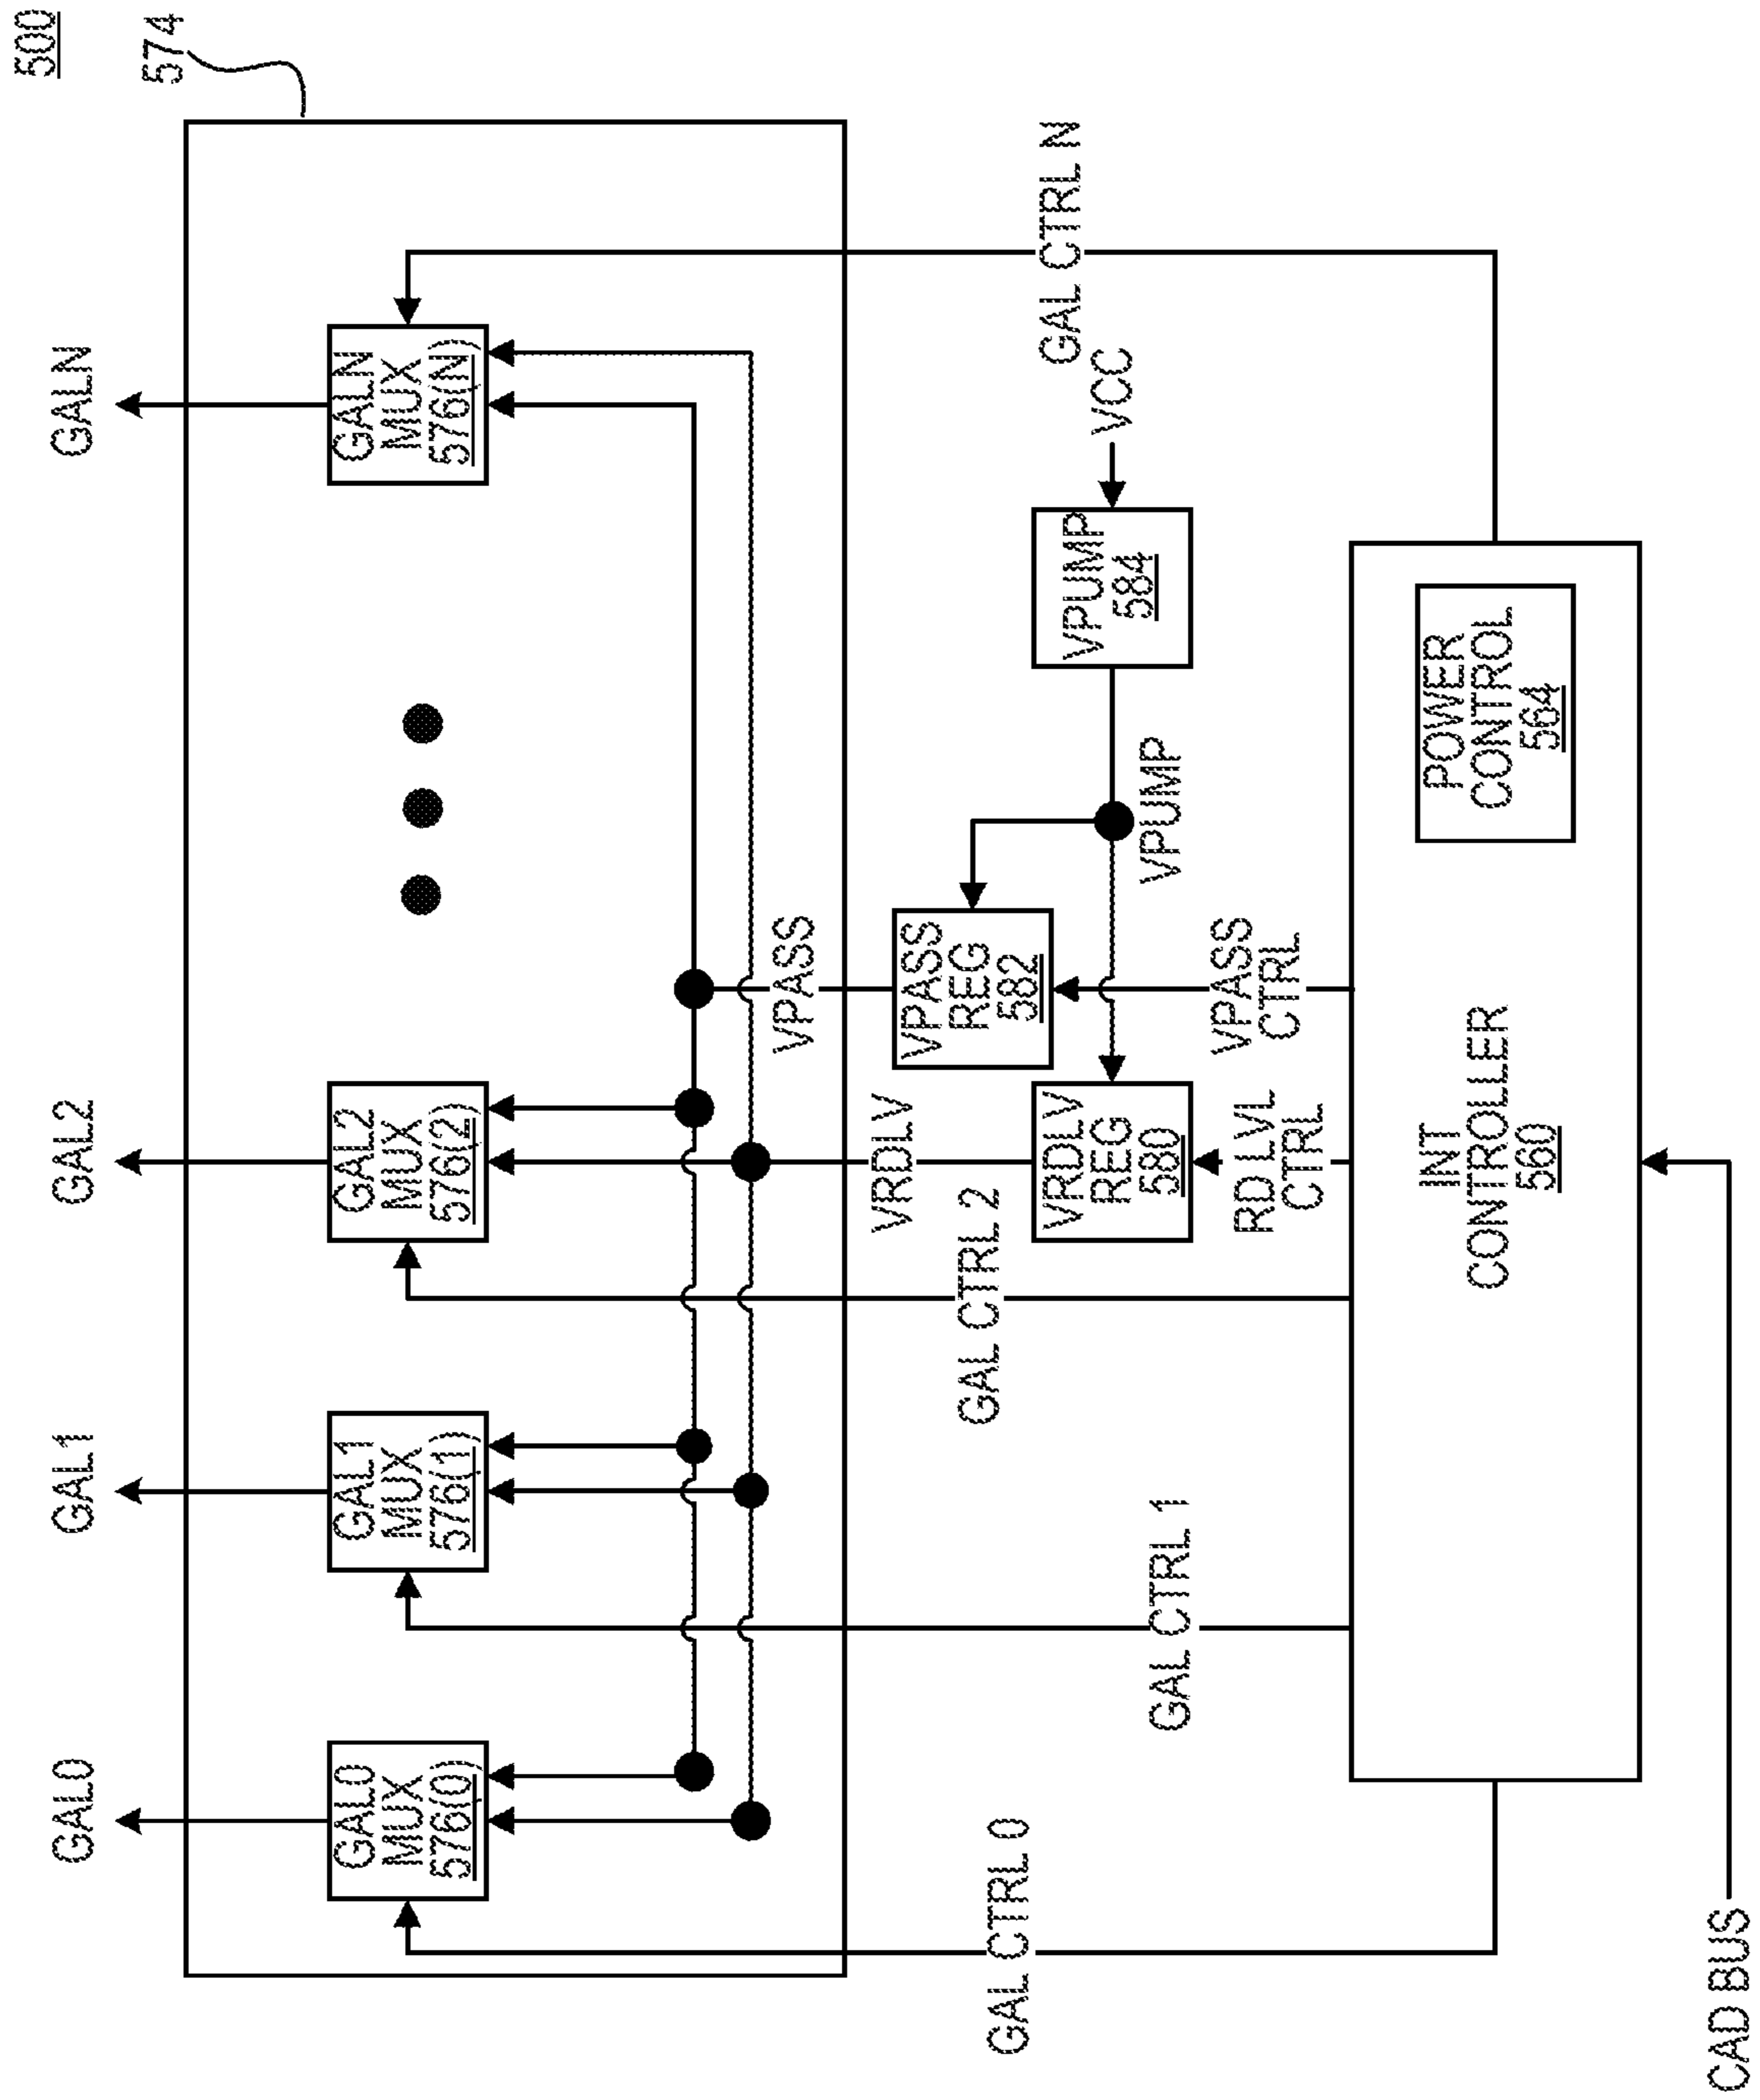 500
574
GAL0
GAL1
GAL2
GALN
GAL0
MUX
576(0)
GAL1
MUX
576(1)
GAL2
MUX
576(2)
GALN
MUX
576(N)
VPASS
VRDLV
VPASS
REG
582
GAL CTRL 0
GAL CTRL 1
GAL CTRL 2
GAL CTRL N
VRDLV
REG
580
VPUMP
584
VCC
VPUMP
RD LVL
CTRL
VPASS
CTRL
INT
CONTROLLER
560
POWER
CONTROL
564
CAD BUS